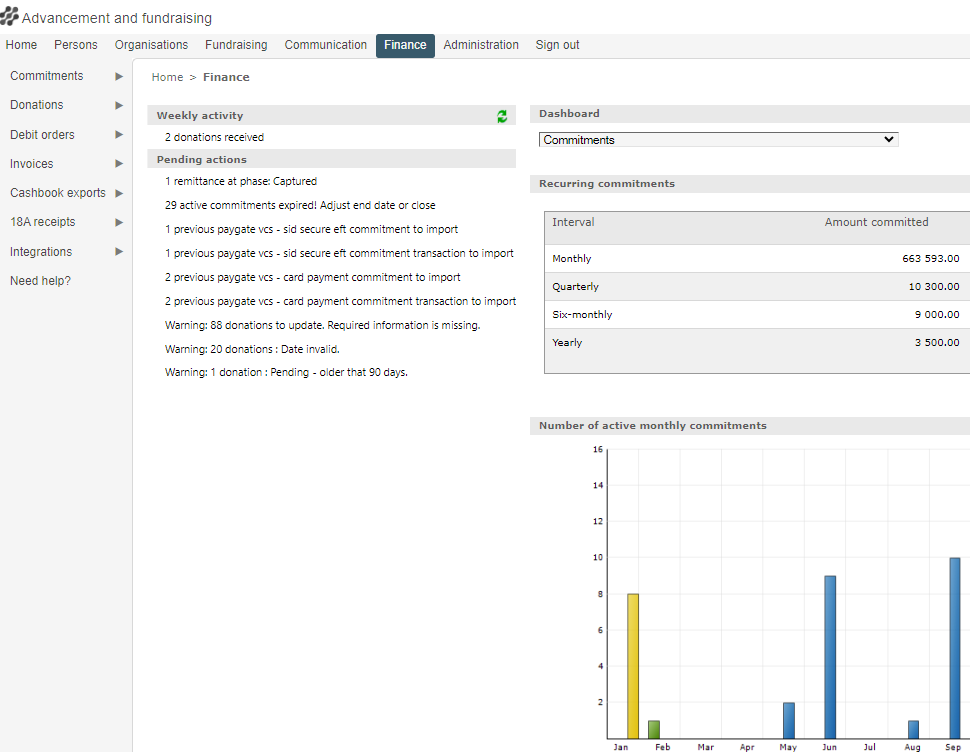 Advancement and fundraising
Home Persons Organisations Fundraising Communication Finance Administration Sign out
Commitments
Donations
Debit orders
Invoices
Cashbook exports
18A receipts
Integrations
Need help?
Home > Finance
Weekly activity
2 donations received
Pending actions
1 remittance at phase: Captured
29 active commitments expired! Adjust end date or close
1 previous paygate vcs - sid secure eft commitment to import
1 previous paygate vcs - sid secure eft commitment transaction to import
2 previous paygate vcs - card payment commitment to import
2 previous paygate vcs - card payment commitment transaction to import
Warning: 88 donations to update. Required information is missing.
Warning: 20 donations : Date invalid.
Warning: 1 donation : Pending - older that 90 days.
Dashboard
Commitments
Recurring commitments
Interval Amount committed
Monthly 663 593.00
Quarterly 10 300.00
Six-monthly 9 000.00
Yearly 3 500.00
Number of active monthly commitments
16
14
12
10
8
6
4
2
Jan Feb Mar Apr May Jun Jul Aug Sep